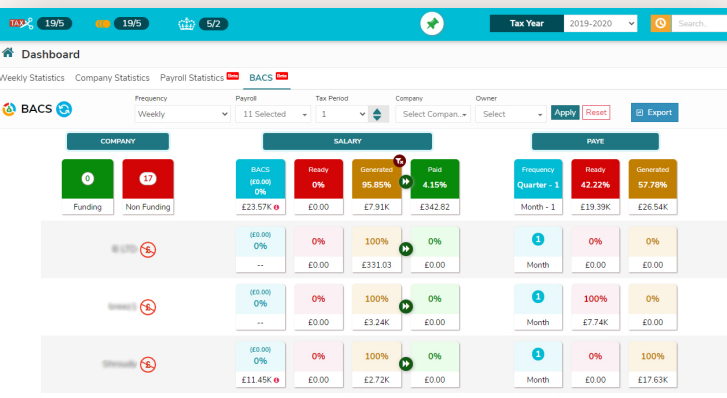 TAX 19/5 19/5 5/2 Tax Year 2019-2020 Search..
Dashboard
Weekly Statistics Company Statistics Payroll Statistics Beta BACS Beta
Frequency Payroll Tax Period Company Owner
BACS Weekly 11 Selected 1 Select Compan.. Select Apply Reset Export
COMPANY SALARY PAYE
0 17 BACS (£0.00) 0% Ready 0% Generated 95.85% Tx Paid 4.15% Frequency Quarter - 1 Ready 42.22% Generated 57.78%
Funding Non Funding £23.57K £0.00 £7.91K £342.82 Month - 1 £19.39K £26.54K
(£0.00)
0% 0% 100% 0% 1 0% 0%
-- £0.00 £331.03 £0.00 Month £0.00 £0.00
(£0.00)
0% 0% 100% 0% 1 100% 0%
-- £0.00 £3.24K £0.00 Month £7.74K £0.00
(£0.00)
0% 0% 100% 0% 1 0% 100%
£11.45K £0.00 £2.72K £0.00 Month £0.00 £17.63K